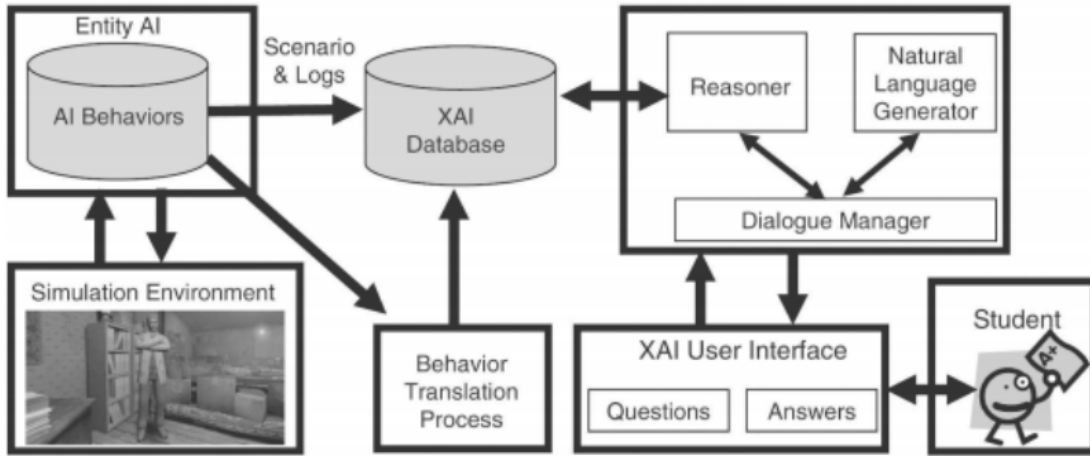 Entity AI
AI Behaviors
Scenario
& Logs
XAI
Database
Reasoner
Natural
Language
Generator
Dialogue Manager
Simulation Environment
Behavior
Translation
Process
XAI User Interface
Questions
Answers
Student
A+